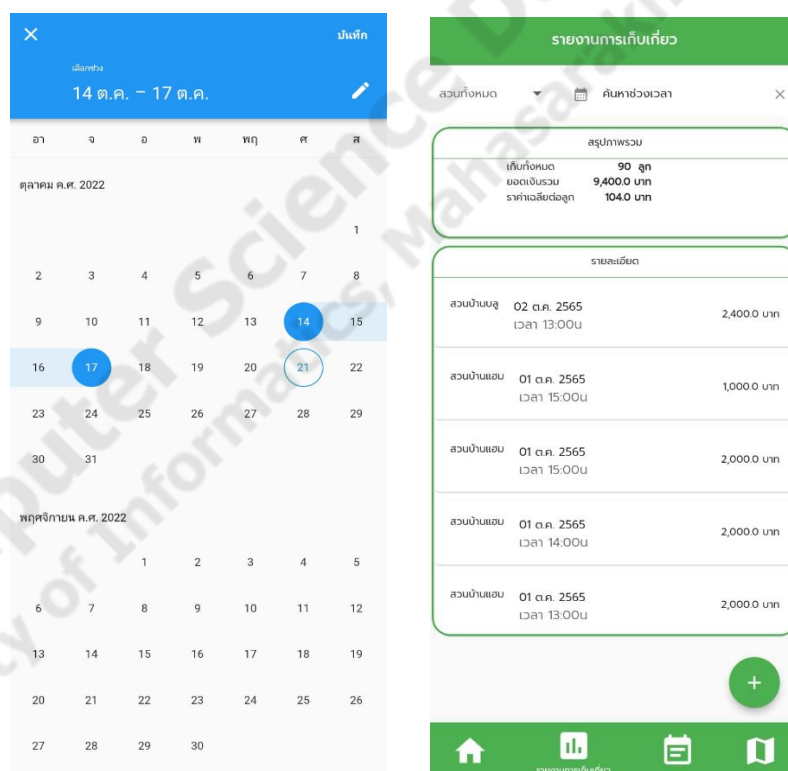 บันทึก
เลือกช่วง
14 ต.ค. – 17 ต.ค.
อา จ อ พ พฤ ศ ส
ตุลาคม ค.ศ. 2022
1
2 3 4 5 6 7 8
9 10 11 12 13 14 15
16 17 18 19 20 21 22
23 24 25 26 27 28 29
30 31
พฤศจิกายน ค.ศ. 2022
1 2 3 4 5
6 7 8 9 10 11 12
13 14 15 16 17 18 19
20 21 22 23 24 25 26
27 28 29 30
รายงานการเก็บเกี่ยว
สวนทั้งหมด ค้นหาช่วงเวลา
สรุปภาพรวม
เก็บทั้งหมด 90 ลูก
ยอดเงินรวม 9,400.0 บาท
ราคาเฉลี่ยต่อลูก 104.0 บาท
รายละเอียด
สวนบ้านบลู 02 ต.ค. 2565 2,400.0 บาท
เวลา 13:00น
สวนบ้านแฮม 01 ต.ค. 2565 1,000.0 บาท
เวลา 15:00น
สวนบ้านแฮม 01 ต.ค. 2565 2,000.0 บาท
เวลา 15:00น
สวนบ้านแฮม 01 ต.ค. 2565 2,000.0 บาท
เวลา 14:00น
สวนบ้านแฮม 01 ต.ค. 2565 2,000.0 บาท
เวลา 13:00น
รายงานการเก็บเกี่ยว